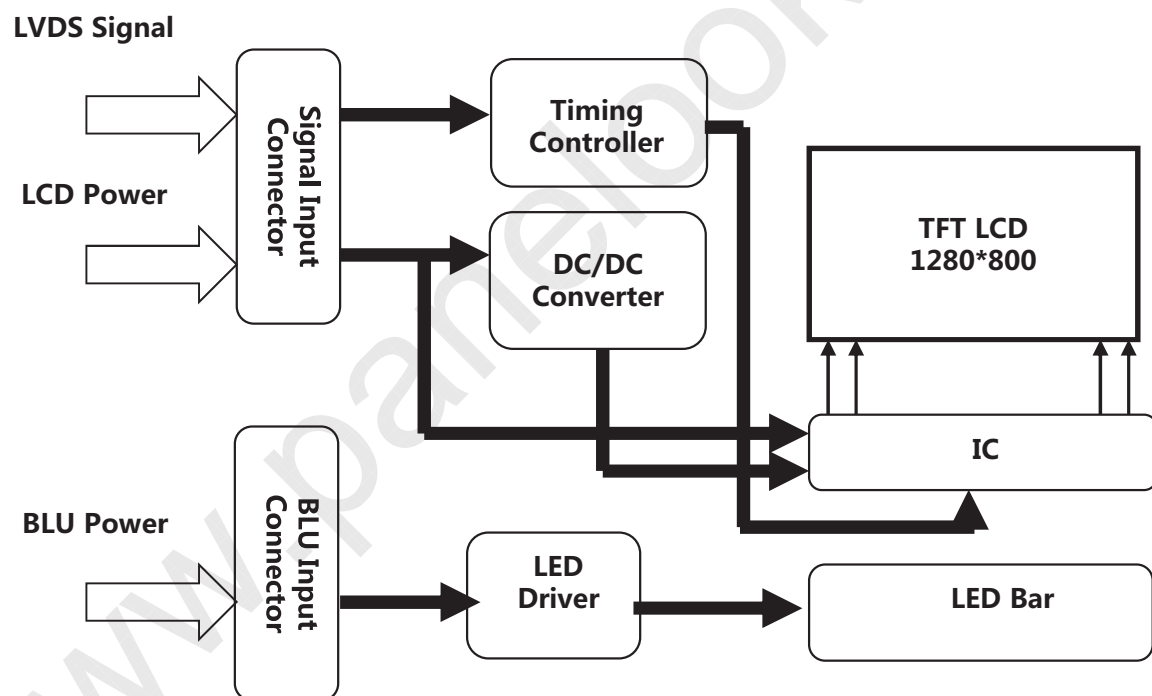 LVDS Signal
LCD Power
Signal Input
Connector
Timing
Controller
DC/DC
Converter
TFT LCD
1280*800
IC
BLU Power
BLU Input
Connector
LED
Driver
LED Bar
www.panelook